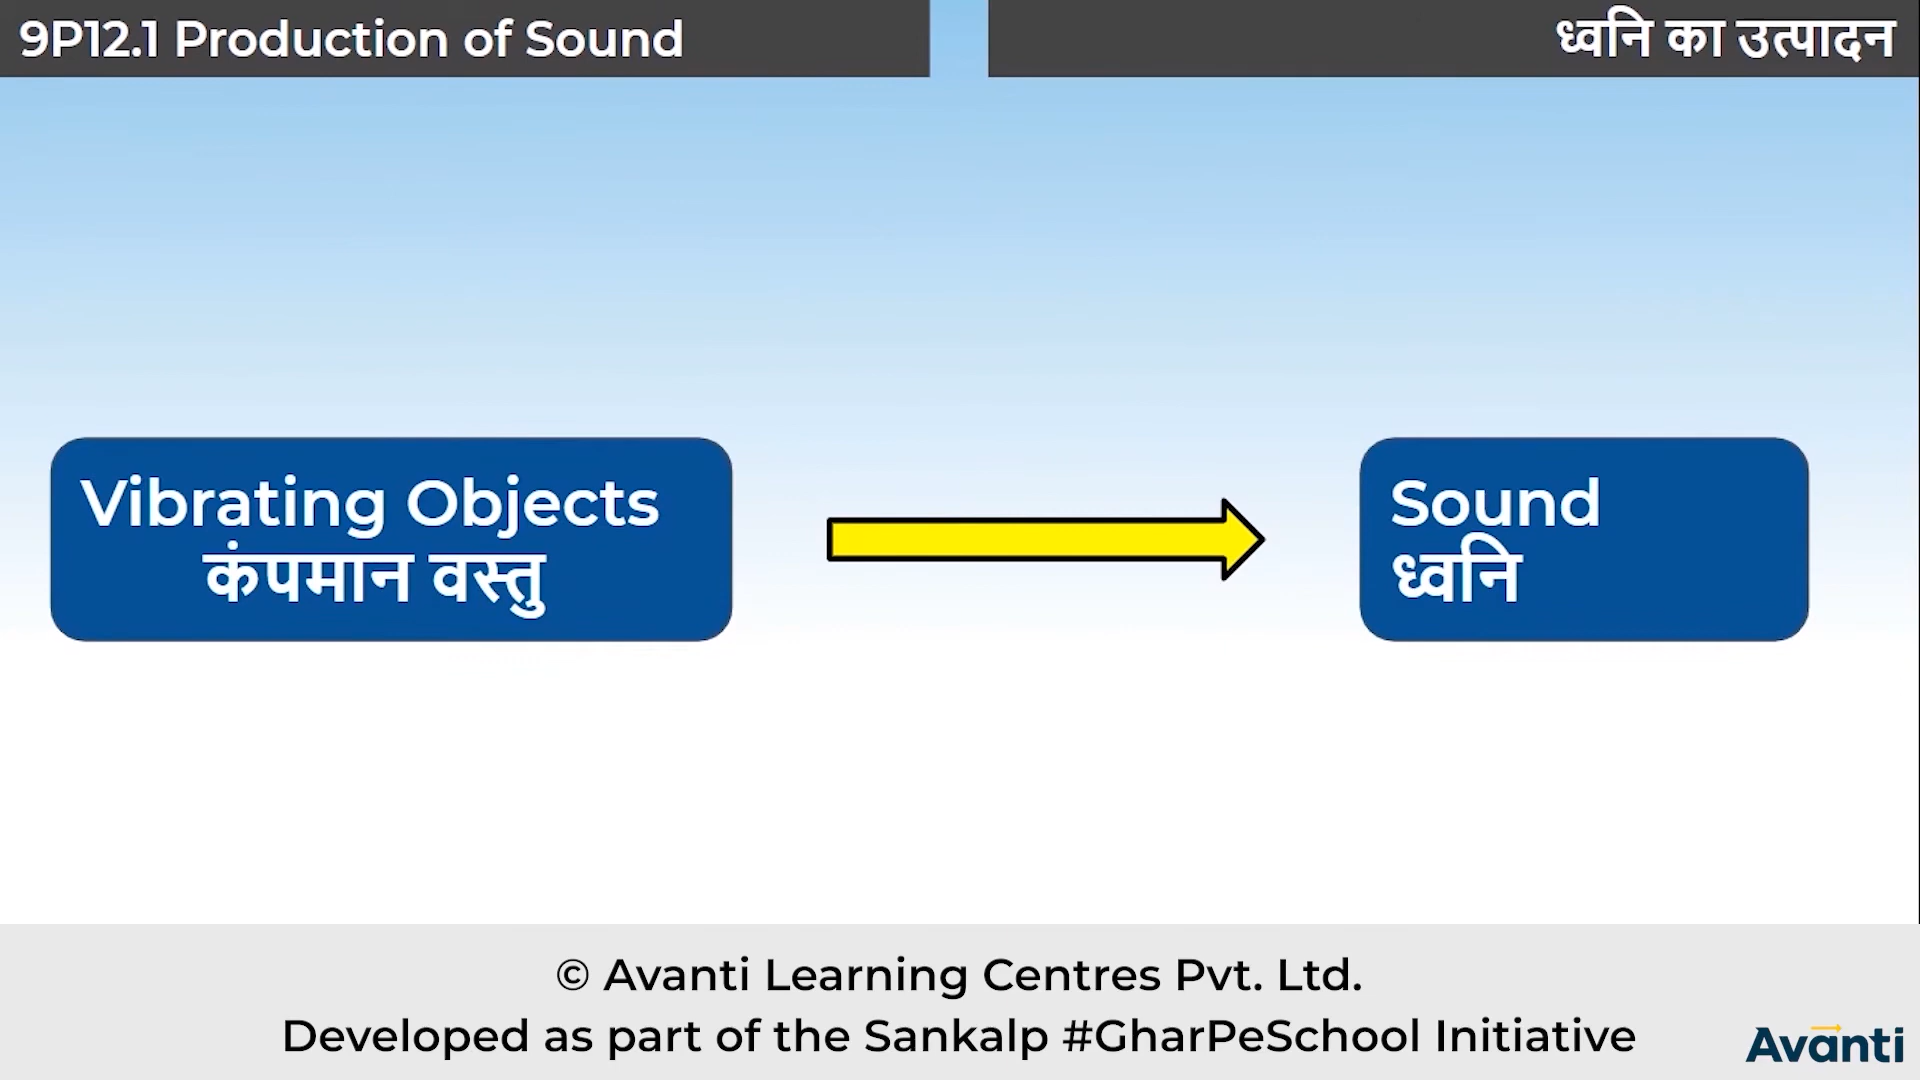 9P12.1 Production of Sound
ध्वनि का उत्पादन
Vibrating Objects
कंपमान वस्तु
Sound
ध्वनि
© Avanti Learning Centres Pvt. Ltd.
Developed as part of the Sankalp #GharPeSchool Initiative
Avanti